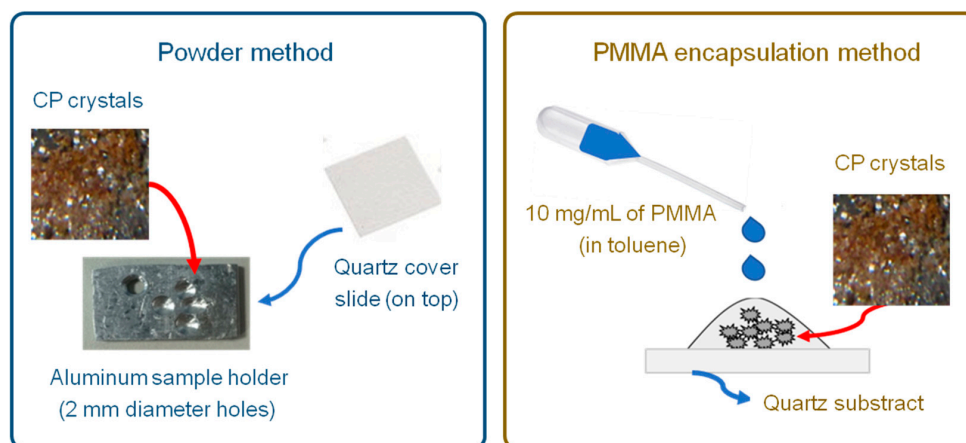 Powder method
CP crystals
Quartz cover
slide (on top)
Aluminum sample holder
(2 mm diameter holes)
PMMA encapsulation method
CP crystals
10 mg/mL of PMMA
(in toluene)
Quartz substract